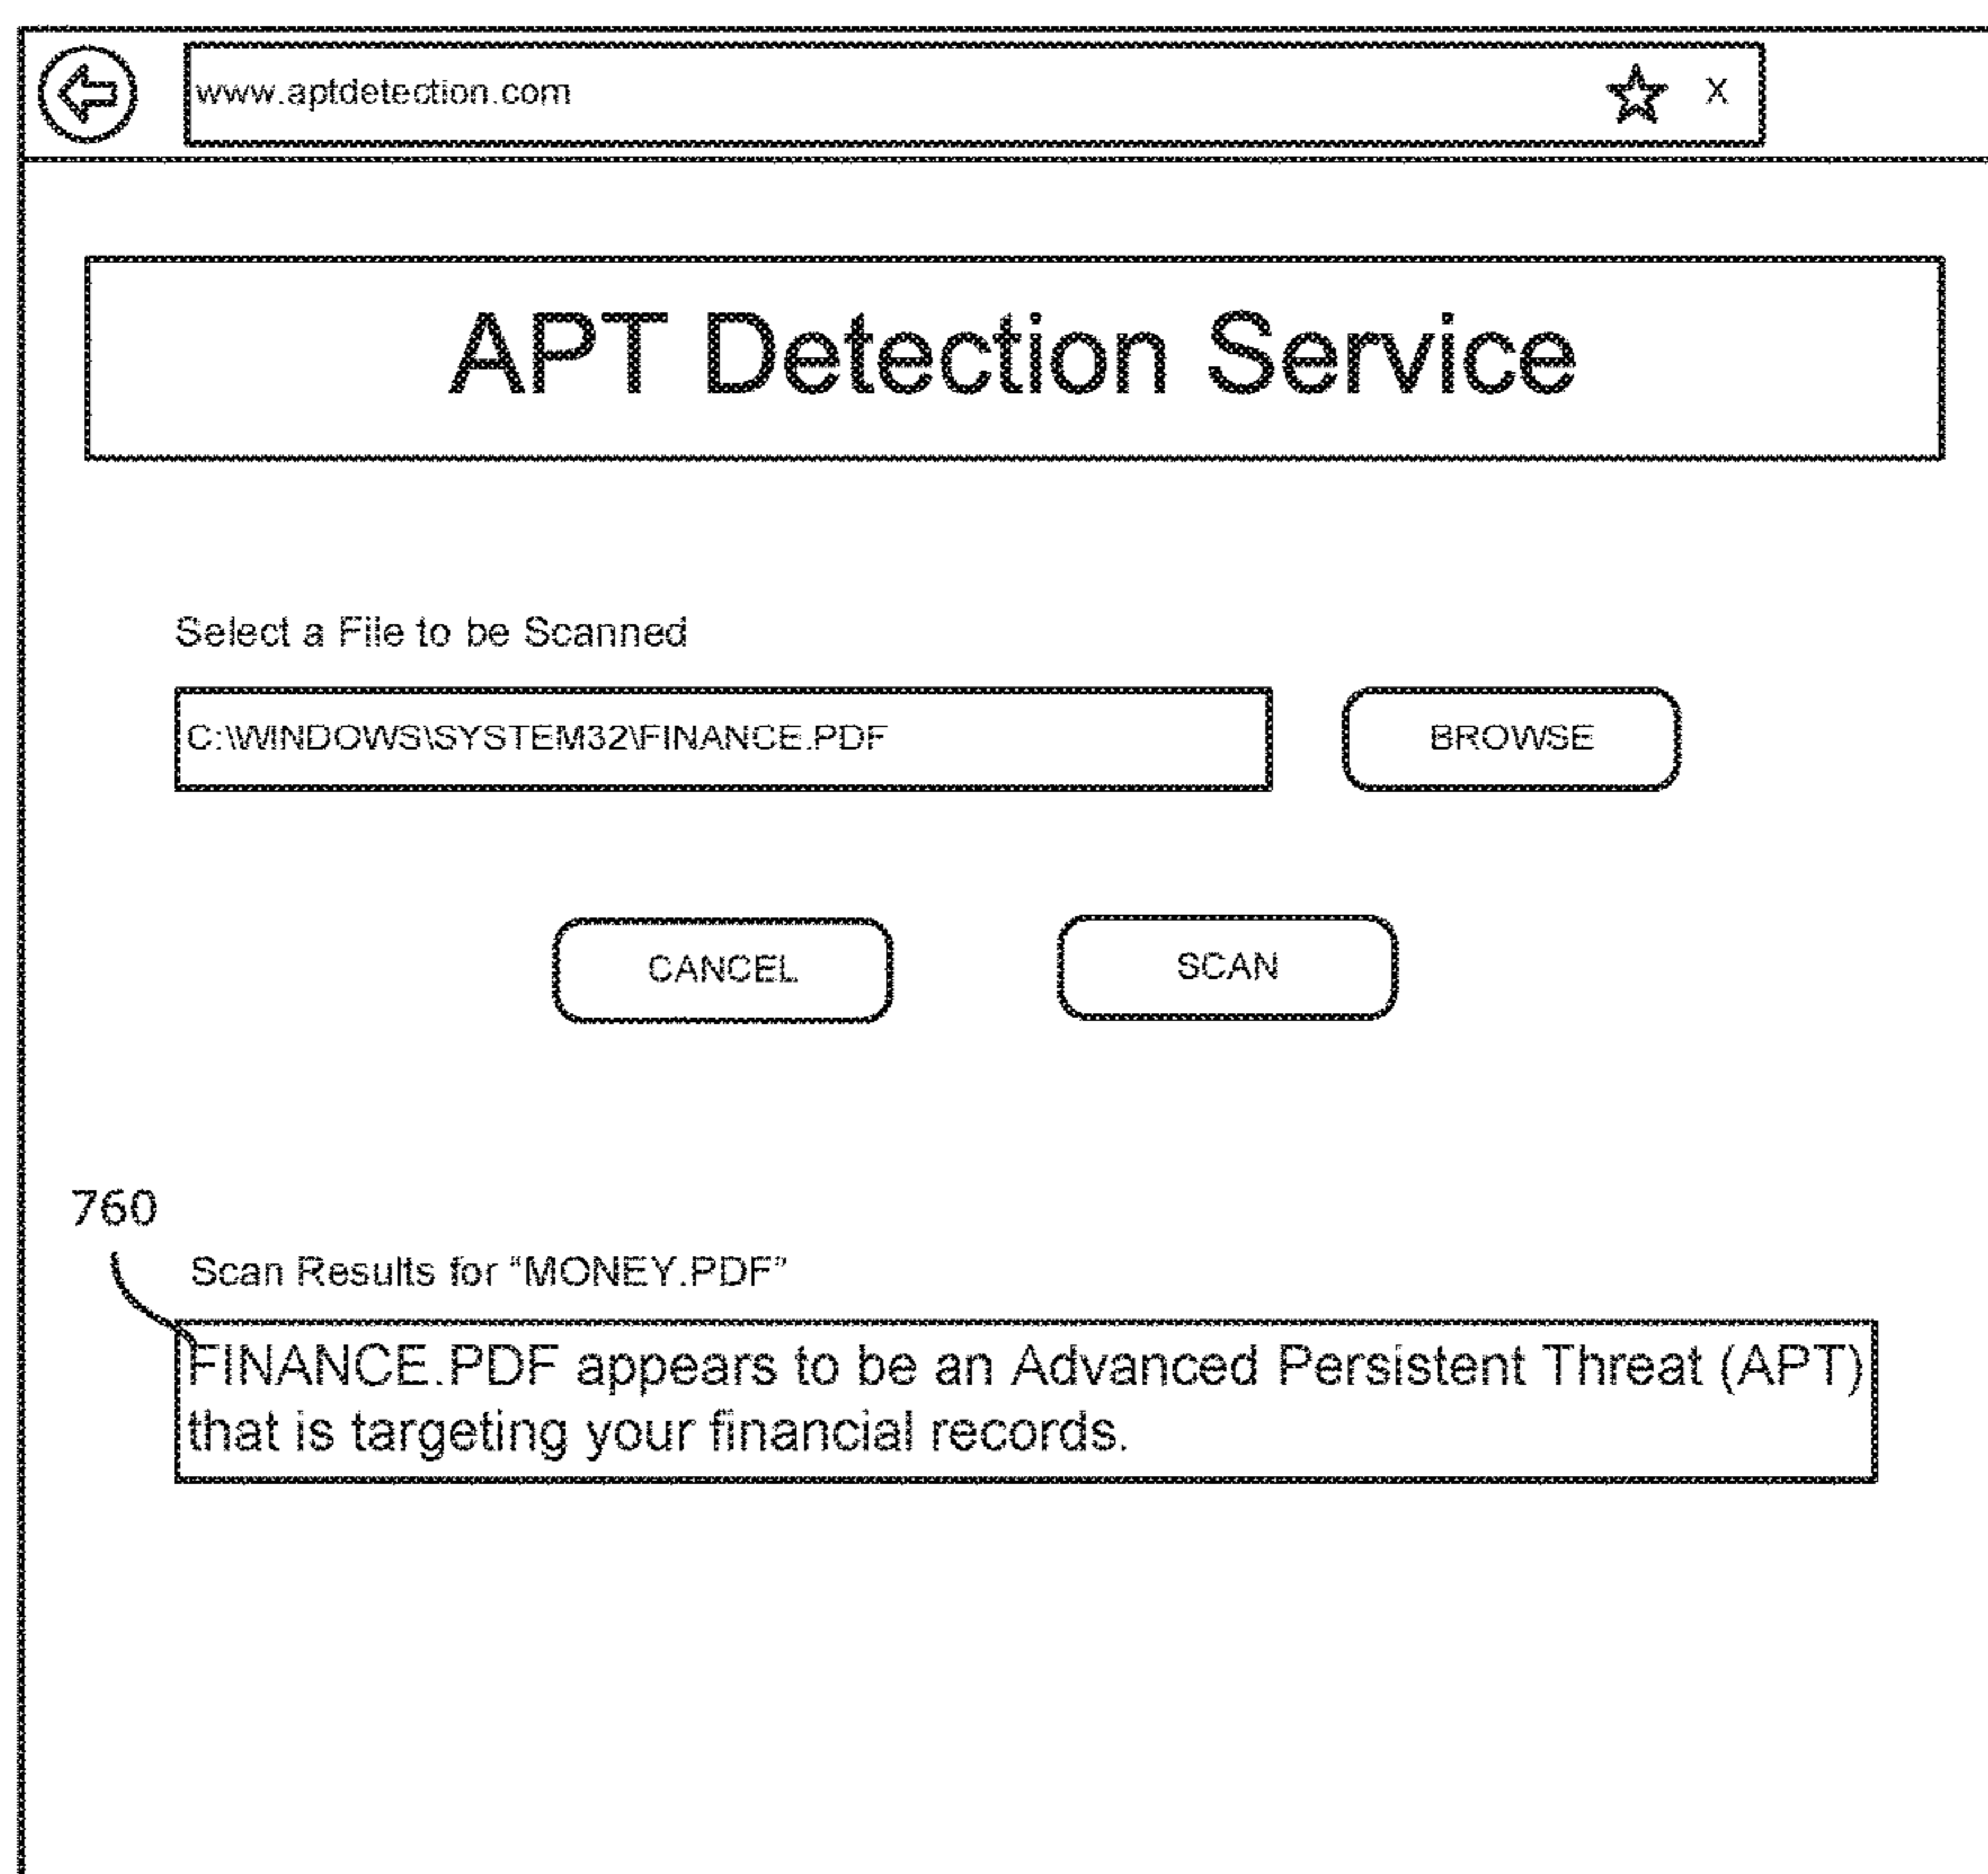 www.aptdetection.com X
APT Detection Service
Select a File to be Scanned
C:\WINDOWS\SYSTEM32\FINANCE.PDF BROWSE
CANCEL SCAN
760
Scan Results for “MONEY.PDF”
FINANCE.PDF appears to be an Advanced Persistent Threat (APT)
that is targeting your financial records.